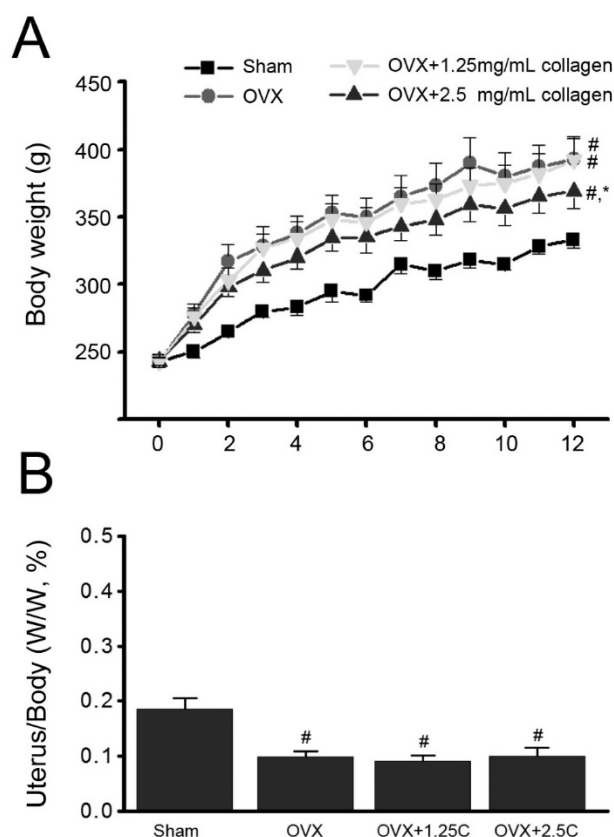 A
Sham
OVX+1.25mg/mL collagen
OVX
OVX+2.5 mg/mL collagen
Body weight (g)
450
400
350
300
250
#
#
#,*
0 2 4 6 8 10 12
B
Uterus/Body (W/W, %)
0.5
0.4
0.3
0.2
0.1
0.0
# # #
Sham OVX OVX+1.25C OVX+2.5C